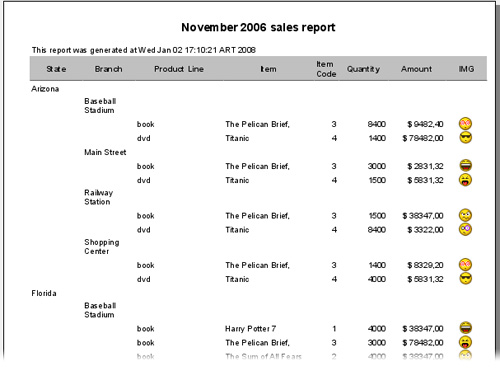 November 2006 sales report
This report was generated at Wed Jan 02 17:10:21 ART 2008
State Branch Product Line Item Item Code Quantity Amount IMG
Arizona
Baseball Stadium
book The Pelican Brief, 3 8400 $ 9482,40
dvd Titanic 4 1400 $ 78482,00
Main Street
book The Pelican Brief, 3 3000 $ 2831,32
dvd Titanic 4 1500 $ 5831,32
Railway Station
book The Pelican Brief, 3 1500 $ 38347,00
dvd Titanic 4 8400 $ 3322,00
Shopping Center
book The Pelican Brief, 3 1400 $ 8329,20
dvd Titanic 4 4000 $ 5831,32
Florida
Baseball Stadium
book Harry Potter 7 1 4000 $ 38347,00
book The Pelican Brief, 3 3000 $ 78482,00
book The Sum of All Fears 2 4000 $ 38347,00